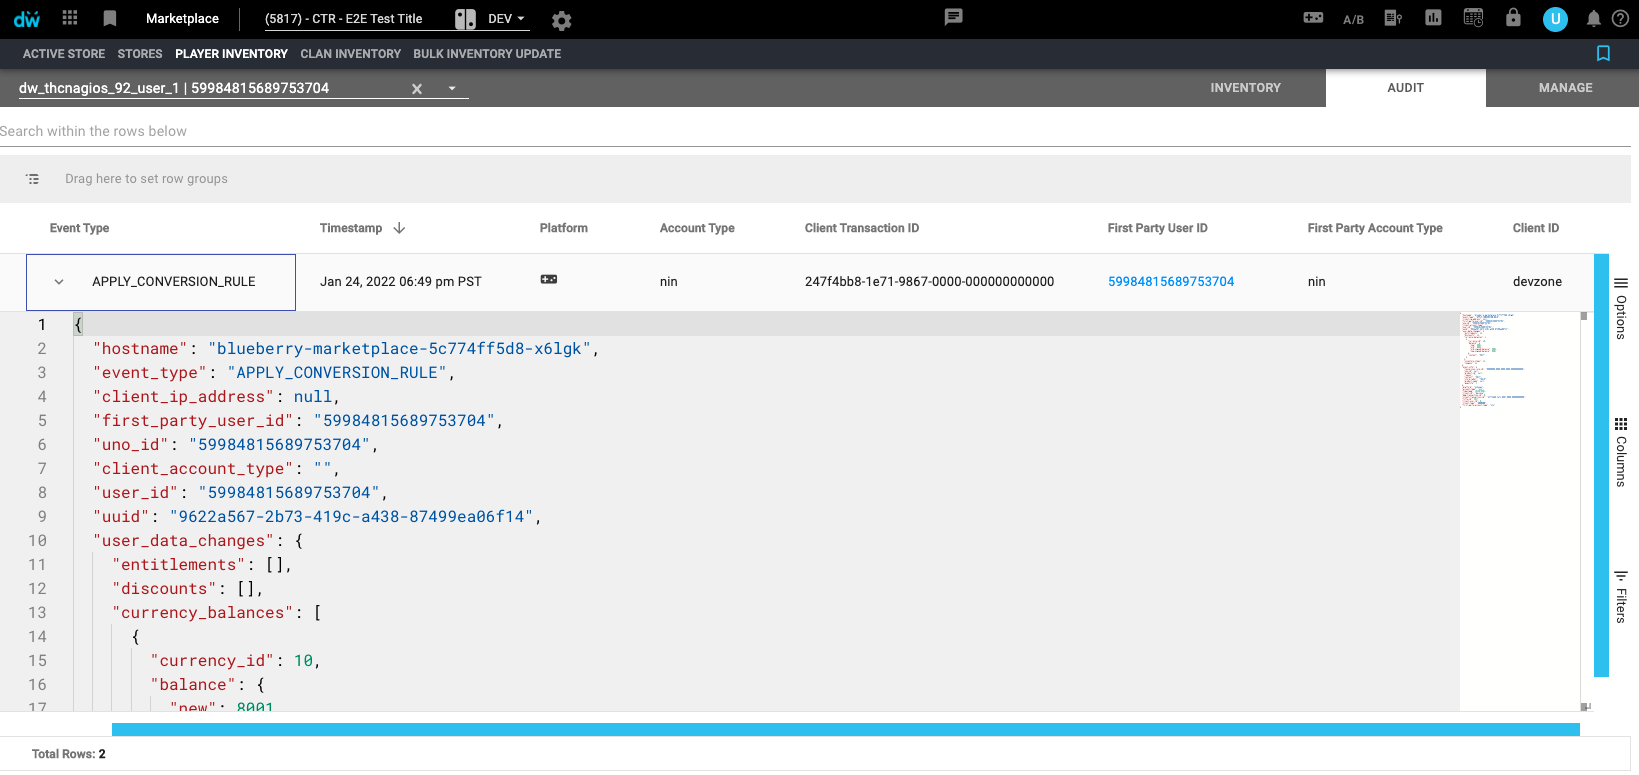 dw Marketplace (5817) - CTR - E2E Test Title DEV A/B U
ACTIVE STORE STORES PLAYER INVENTORY CLAN INVENTORY BULK INVENTORY UPDATE
dw_thcnagios_92_user_1 | 59984815689753704 INVENTORY AUDIT MANAGE
Search within the rows below
Drag here to set row groups
Event Type Timestamp Platform Account Type Client Transaction ID First Party User ID First Party Account Type Client ID
APPLY_CONVERSION_RULE Jan 24, 2022 06:49 pm PST nin 247f4bb8-1e71-9867-0000-000000000000 59984815689753704 nin devzone
1 {
2 "hostname": "blueberry-marketplace-5c774ff5d8-x6lgk",
3 "event_type": "APPLY_CONVERSION_RULE",
4 "client_ip_address": null,
5 "first_party_user_id": "59984815689753704",
6 "uno_id": "59984815689753704",
7 "client_account_type": "",
8 "user_id": "59984815689753704",
9 "uuid": "9622a567-2b73-419c-a438-87499ea06f14",
10 "user_data_changes": {
11 "entitlements": [],
12 "discounts": [],
13 "currency_balances": [
14 {
15 "currency_id": 10,
16 "balance": {
17 "new": 8001
Options
Columns
Filters
Total Rows: 2